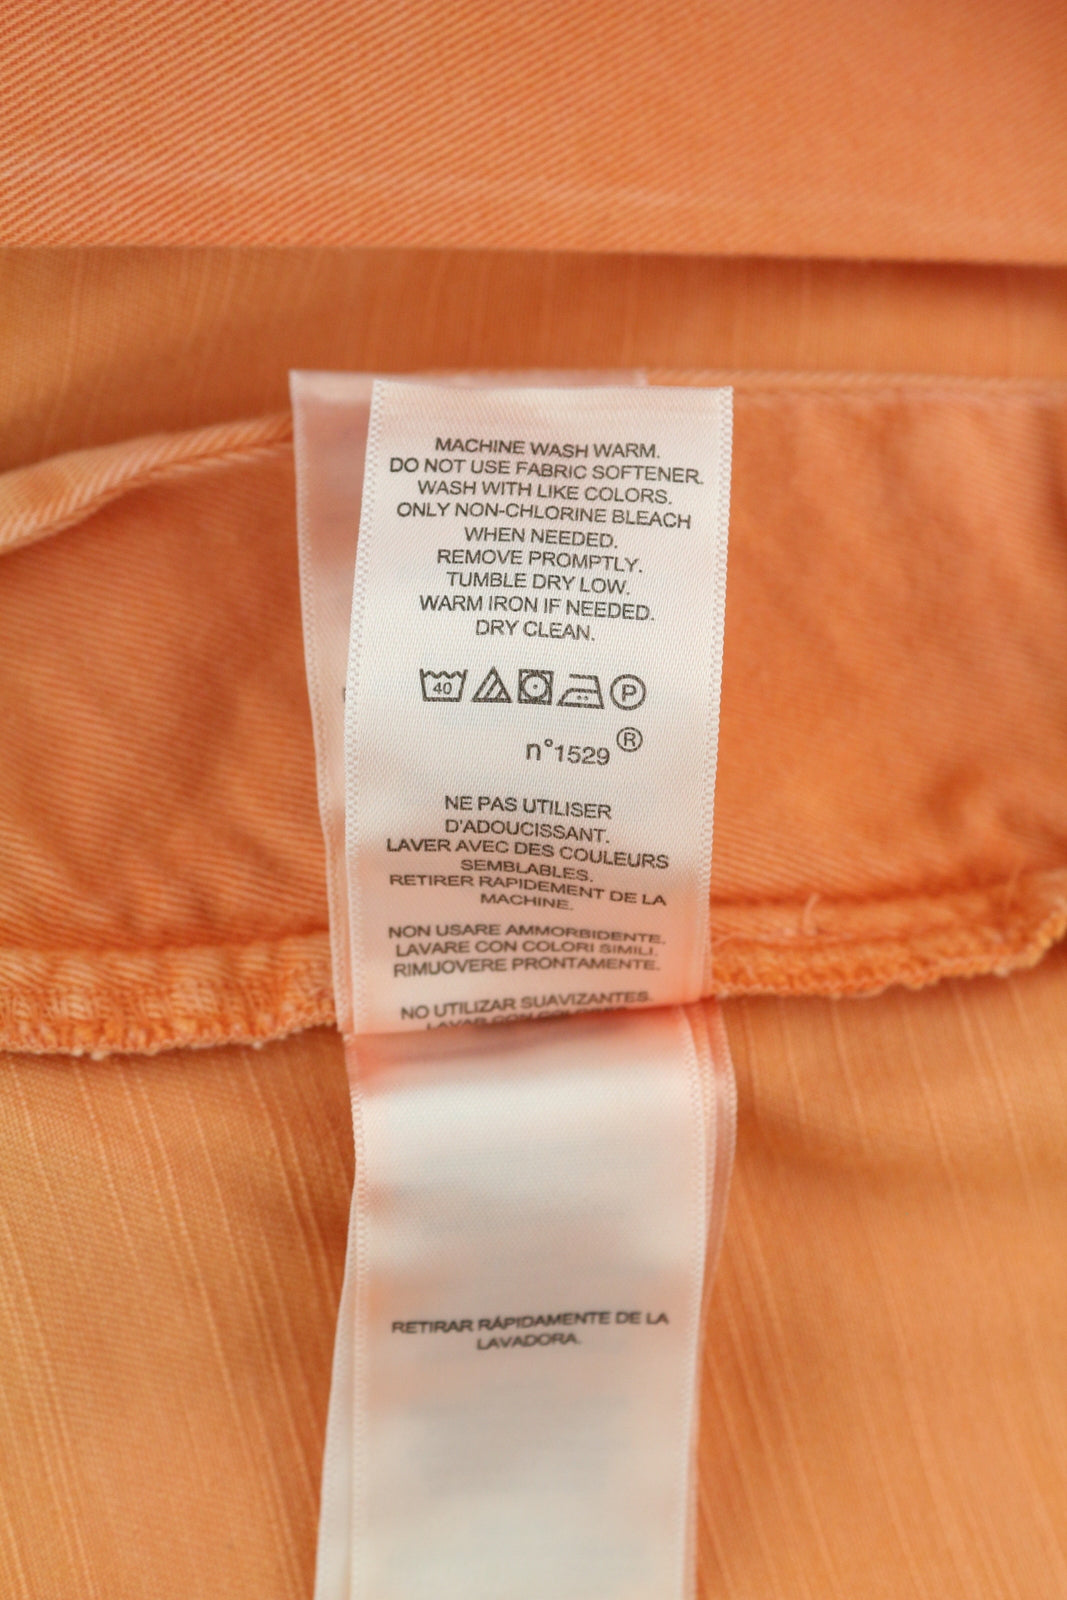 MACHINE WASH WARM.
DO NOT USE FABRIC SOFTENER.
WASH WITH LIKE COLORS.
ONLY NON-CHLORINE BLEACH
WHEN NEEDED.
REMOVE PROMPTLY.
TUMBLE DRY LOW.
WARM IRON IF NEEDED.
DRY CLEAN.
40 P
n°1529®
NE PAS UTILISER
D'ADOUCISSANT.
LAVER AVEC DES COULEURS
SEMBLABLES.
RETIRER RAPIDEMENT DE LA
MACHINE.
NON USARE AMMORBIDENTE.
LAVARE CON COLORI SIMILI.
RIMUOVERE PRONTAMENTE.
NO UTILIZAR SUAVIZANTES.
LAVAR CON
RETIRAR RÁPIDAMENTE DE LA
LAVADORA.